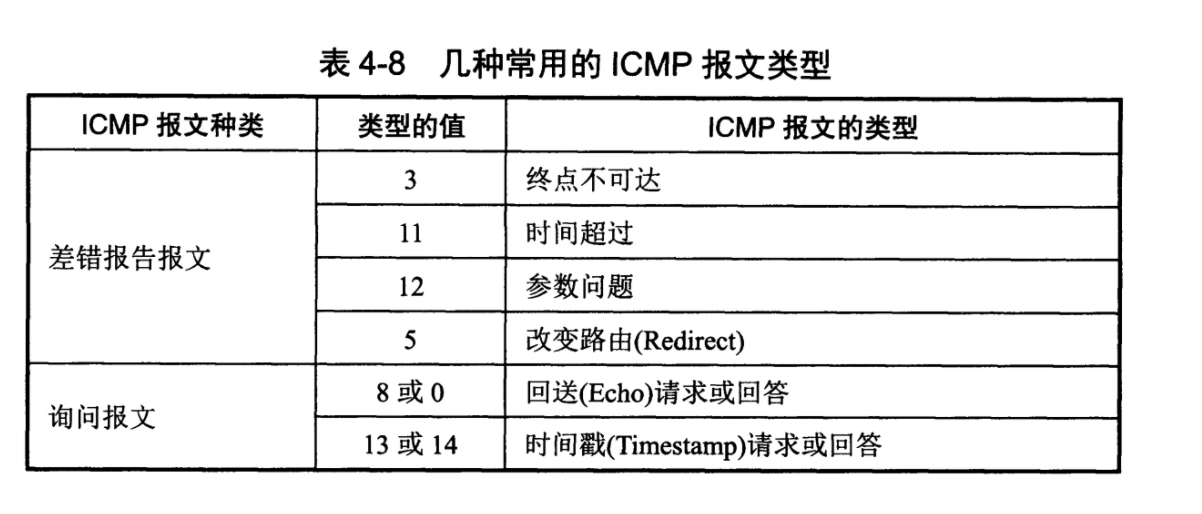 表 4-8 几种常用的 ICMP 报文类型
ICMP 报文种类 类型的值 ICMP 报文的类型
差错报告报文
3 终点不可达
11 时间超过
12 参数问题
5 改变路由(Redirect)
询问报文
8 或 0 回送(Echo)请求或回答
13 或 14 时间戳(Timestamp)请求或回答